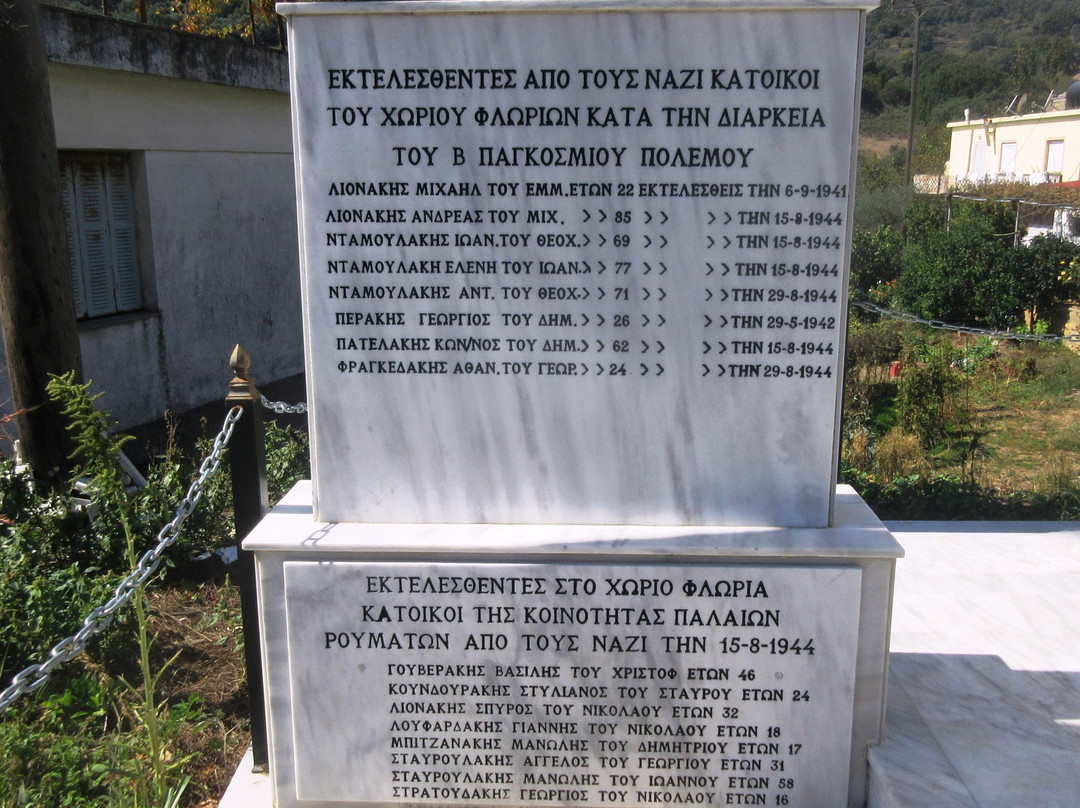 ΕΚΤΕΛΕΣΘΕΝΤΕΣ ΑΠΟ ΤΟΥΣ ΝΑΖΙ ΚΑΤΟΙΚΟΙ
ΤΟΥ ΧΩΡΙΟΥ ΦΛΩΡΙΩΝ ΚΑΤΑ ΤΗΝ ΔΙΑΡΚΕΙΑ
ΤΟΥ Β ΠΑΓΚΟΣΜΙΟΥ ΠΟΛΕΜΟΥ
ΛΙΟΝΑΚΗΣ ΜΙΧΑΗΛ ΤΟΥ ΕΜΜ. ΕΤΩΝ 22 ΕΚΤΕΛΕΣΘΕΙΣ ΤΗΝ 6-9-1941
ΛΙΟΝΑΚΗΣ ΑΝΔΡΕΑΣ ΤΟΥ ΜΙΧ. >> 85 >> >> ΤΗΝ 15-8-1944
ΝΤΑΜΟΥΛΑΚΗΣ ΙΩΑΝ. ΤΟΥ ΘΕΟΧ. >> 69 >> >> ΤΗΝ 15-8-1944
ΝΤΑΜΟΥΛΑΚΗ ΕΛΕΝΗ ΤΟΥ ΙΩΑΝ. >> 77 >> >> ΤΗΝ 15-8-1944
ΝΤΑΜΟΥΛΑΚΗΣ ΑΝΤ. ΤΟΥ ΘΕΟΧ. >> 71 >> >> ΤΗΝ 29-8-1944
ΠΕΡΑΚΗΣ ΓΕΩΡΓΙΟΣ ΤΟΥ ΔΗΜ. >> 26 >> >> ΤΗΝ 29-5-1942
ΠΑΤΕΛΑΚΗΣ ΚΩΝ/ΝΟΣ ΤΟΥ ΔΗΜ. >> 62 >> >> ΤΗΝ 15-8-1944
ΦΡΑΓΚΕΔΑΚΗΣ ΑΘΑΝ. ΤΟΥ ΓΕΩΡ. >> 24 >> >> ΤΗΝ 29-8-1944
ΕΚΤΕΛΕΣΘΕΝΤΕΣ ΣΤΟ ΧΩΡΙΟ ΦΛΩΡΙΑ
ΚΑΤΟΙΚΟΙ ΤΗΣ ΚΟΙΝΟΤΗΤΑΣ ΠΑΛΑΙΩΝ
ΡΟΥΜΑΤΩΝ ΑΠΟ ΤΟΥΣ ΝΑΖΙ ΤΗΝ 15-8-1944
ΓΟΥΒΕΡΑΚΗΣ ΒΑΣΙΛΗΣ ΤΟΥ ΧΡΙΣΤΟΦ ΕΤΩΝ 46
ΚΟΥΝΔΟΥΡΑΚΗΣ ΣΤΥΛΙΑΝΟΣ ΤΟΥ ΣΤΑΥΡΟΥ ΕΤΩΝ 24
ΛΙΟΝΑΚΗΣ ΣΠΥΡΟΣ ΤΟΥ ΝΙΚΟΛΑΟΥ ΕΤΩΝ 32
ΛΟΥΦΑΡΔΑΚΗΣ ΓΙΑΝΝΗΣ ΤΟΥ ΝΙΚΟΛΑΟΥ ΕΤΩΝ 18
ΜΠΙΤΖΑΝΑΚΗΣ ΜΑΝΩΛΗΣ ΤΟΥ ΔΗΜΗΤΡΙΟΥ ΕΤΩΝ 17
ΣΤΑΥΡΟΥΛΑΚΗΣ ΑΓΓΕΛΟΣ ΤΟΥ ΓΕΩΡΓΙΟΥ ΕΤΩΝ 31
ΣΤΑΥΡΟΥΛΑΚΗΣ ΜΑΝΩΛΗΣ ΤΟΥ ΙΩΑΝΝΟΥ ΕΤΩΝ 58
ΣΤΡΑΤΟΥΔΑΚΗΣ ΓΕΩΡΓΙΟΣ ΤΟΥ ΝΙΚΟΛΑΟΥ ΕΤΩΝ 16